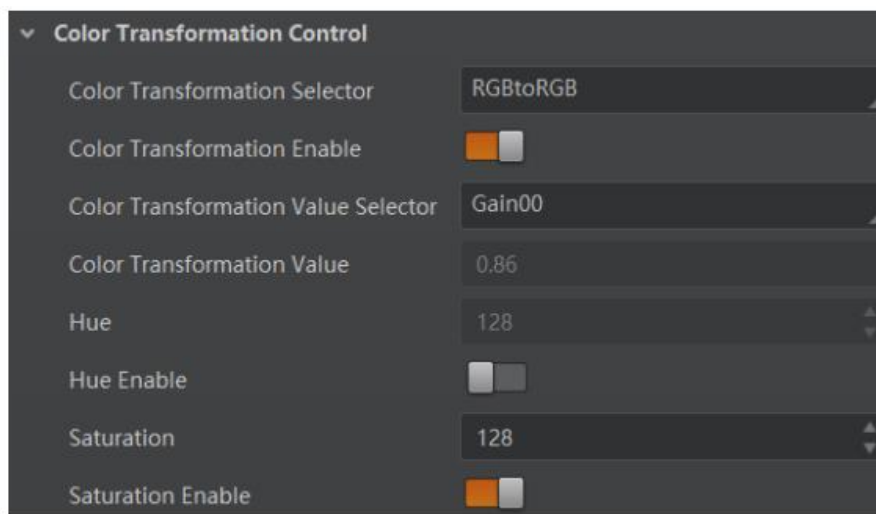 Color Transformation Control
Color Transformation Selector RGBtoRGB
Color Transformation Enable
Color Transformation Value Selector Gain00
Color Transformation Value 0.86
Hue 128
Hue Enable
Saturation 128
Saturation Enable